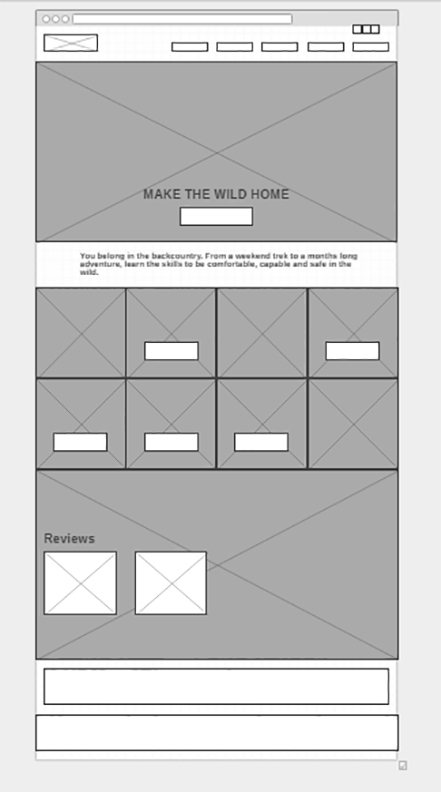 MAKE THE WILD HOME
You belong in the backcountry. From a weekend trek to a months long
adventure, learn the skills to be comfortable, capable and safe in the
wild.
Reviews